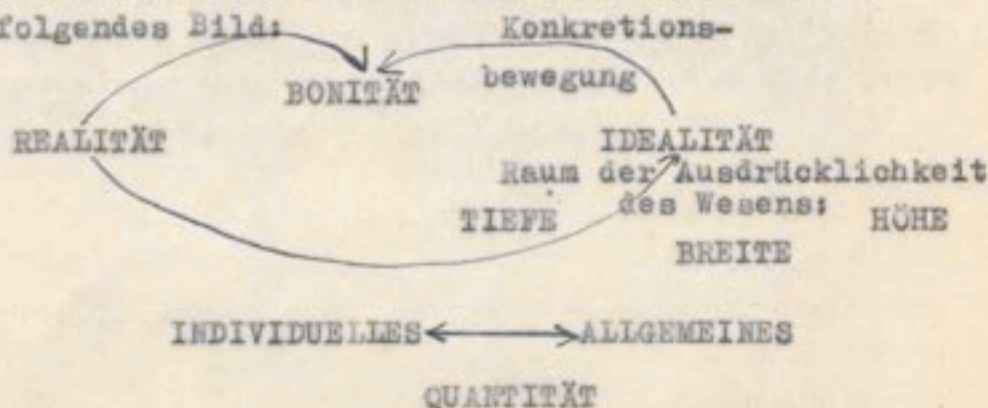 folgendes Bild:
Konkretions-
bewegung
BONITÄT
REALITÄT
IDEALITÄT
Raum der Ausdrücklichkeit
des Wesens:
TIEFE
HÖHE
BREITE
INDIVIDUELLES ALLGEMEINES
QUANTITÄT